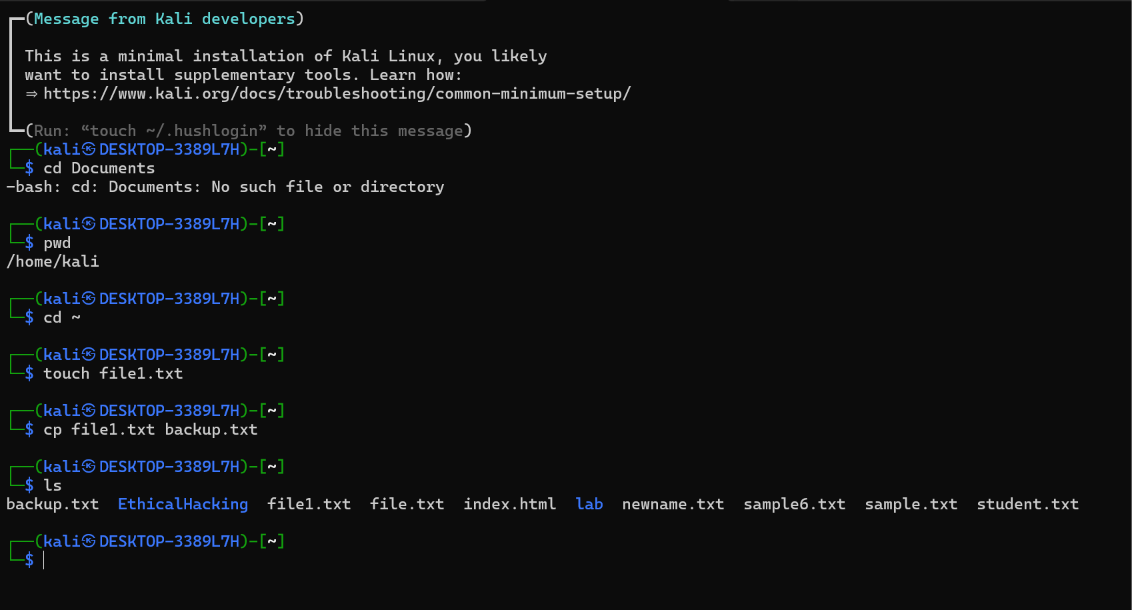 ┌──(Message from Kali developers)
This is a minimal installation of Kali Linux, you likely
want to install supplementary tools. Learn how:
⇒ https://www.kali.org/docs/troubleshooting/common-minimum-setup/
└──(Run: “touch ~/.hushlogin” to hide this message)
┌──(kali㉿DESKTOP-3389L7H)-[~]
└─$ cd Documents
-bash: cd: Documents: No such file or directory
┌──(kali㉿DESKTOP-3389L7H)-[~]
└─$ pwd
/home/kali
┌──(kali㉿DESKTOP-3389L7H)-[~]
└─$ cd ~
┌──(kali㉿DESKTOP-3389L7H)-[~]
└─$ touch file1.txt
┌──(kali㉿DESKTOP-3389L7H)-[~]
└─$ cp file1.txt backup.txt
┌──(kali㉿DESKTOP-3389L7H)-[~]
└─$ ls
backup.txt  EthicalHacking  file1.txt  file.txt  index.html  lab  newname.txt  sample6.txt  sample.txt  student.txt
┌──(kali㉿DESKTOP-3389L7H)-[~]
└─$